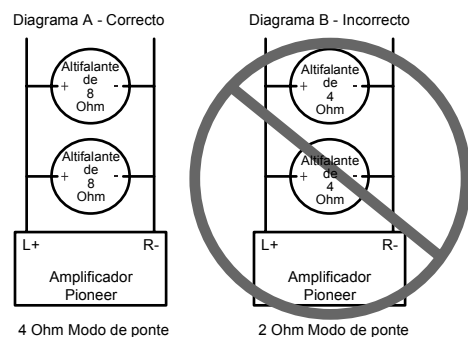 Diagrama A - Correcto
Altifalante
de
8
Ohm
+ -
Altifalante
de
8
Ohm
+ -
L+ R-
Amplificador
Pioneer
4 Ohm Modo de ponte
Diagrama B - Incorrecto
Altifalante
de
4
Ohm
+ -
Altifalante
de
4
Ohm
+ -
L+ R-
Amplificador
Pioneer
2 Ohm Modo de ponte